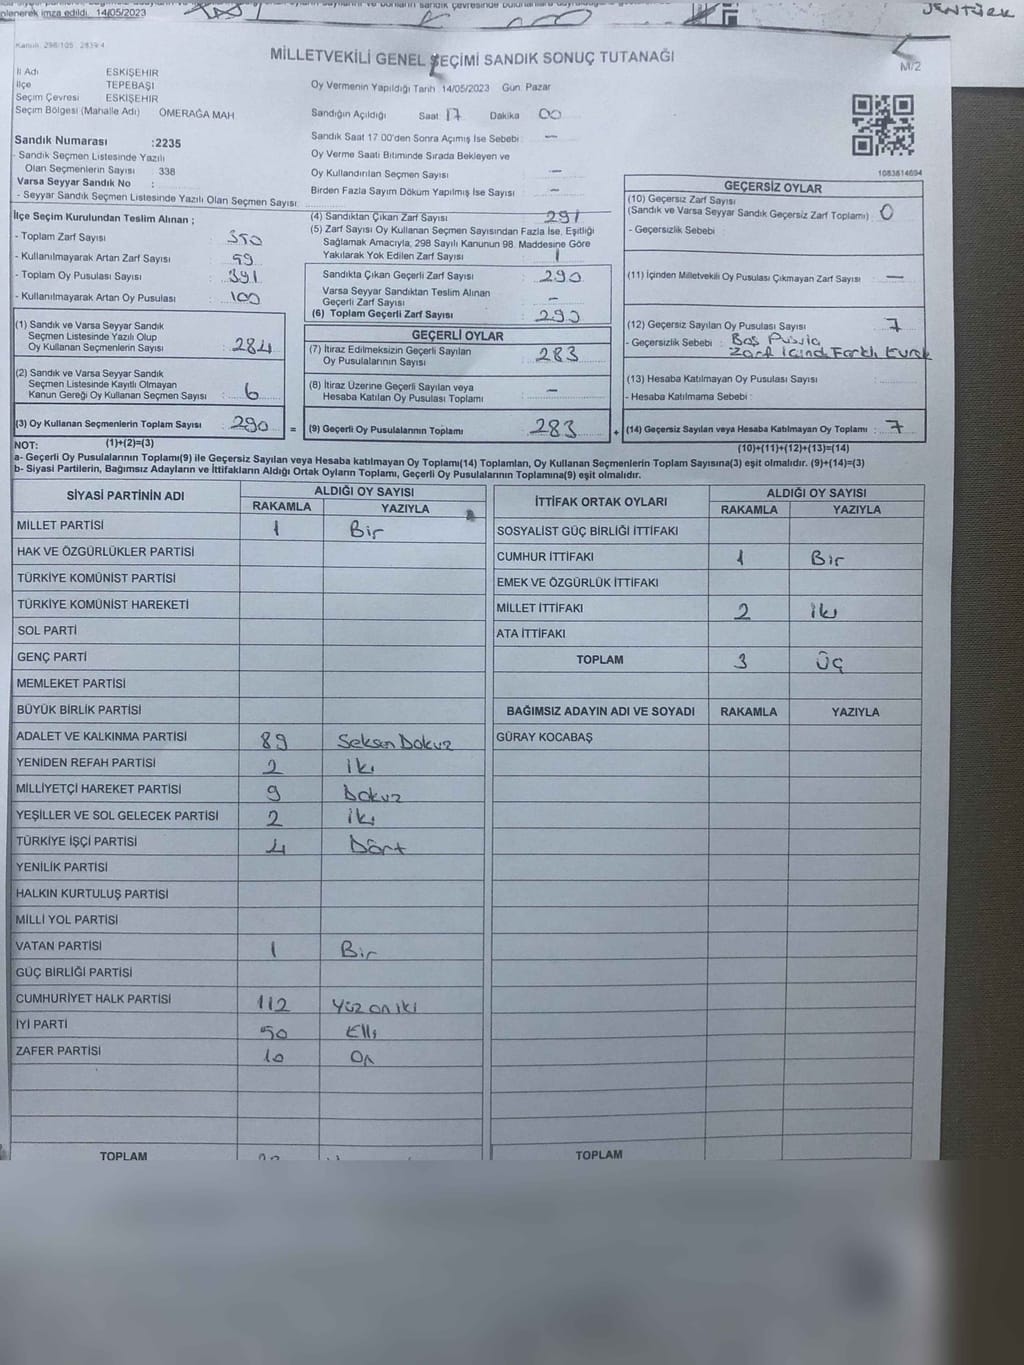 plenerek imza edildi. 14/05/2023
JENTÜRK
Kanun: 298/105 2839/4
MİLLETVEKİLİ GENEL SEÇİMİ SANDIK SONUÇ TUTANAĞI
M/2
İl Adı ESKİŞEHİR
İlçe TEPEBAŞI
Seçim Çevresi ESKİŞEHİR
Seçim Bölgesi (Mahalle Adı) ÖMERAĞA MAH
Sandık Numarası :2235
- Sandık Seçmen Listesinde Yazılı
Olan Seçmenlerin Sayısı : 338
Varsa Seyyar Sandık No :
- Seyyar Sandık Seçmen Listesinde Yazılı Olan Seçmen Sayısı :
Oy Vermenin Yapıldığı Tarih 14/05/2023 Gün: Pazar
Sandığın Açıldığı Saat: 17 Dakika 00
Sandık Saat 17.00'den Sonra Açımış İse Sebebi : -
Oy Verme Saati Bitiminde Sırada Bekleyen ve
Oy Kullandırılan Seçmen Sayısı : -
Birden Fazla Sayım Döküm Yapılmış İse Sayısı : -
1083814694
İlçe Seçim Kurulundan Teslim Alınan ;
- Toplam Zarf Sayısı : 350
- Kullanılmayarak Artan Zarf Sayısı : 59
- Toplam Oy Pusulası Sayısı : 391
- Kullanılmayarak Artan Oy Pusulası : 100
(1) Sandık ve Varsa Seyyar Sandık
Seçmen Listesinde Yazılı Olup
Oy Kullanan Seçmenlerin Sayısı : 284
(2) Sandık ve Varsa Seyyar Sandık
Seçmen Listesinde Kayıtlı Olmayan
Kanun Gereği Oy Kullanan Seçmen Sayısı : 6
(3) Oy Kullanan Seçmenlerin Toplam Sayısı : 290 =
(4) Sandıktan Çıkan Zarf Sayısı : 291
(5) Zarf Sayısı Oy Kullanan Seçmen Sayısından Fazla İse, Eşitliği
Sağlamak Amacıyla, 298 Sayılı Kanunun 98. Maddesine Göre
Yakılarak Yok Edilen Zarf Sayısı : 1
Sandıkta Çıkan Geçerli Zarf Sayısı : 290
Varsa Seyyar Sandıktan Teslim Alınan
Geçerli Zarf Sayısı : -
(6) Toplam Geçerli Zarf Sayısı : 290
GEÇERLİ OYLAR
(7) İtiraz Edilmeksizin Geçerli Sayılan
Oy Pusulalarının Sayısı : 283
(8) İtiraz Üzerine Geçerli Sayılan veya
Hesaba Katılan Oy Pusulası Toplamı : -
(9) Geçerli Oy Pusulalarının Toplamı : 283 +
GEÇERSİZ OYLAR
(10) Geçersiz Zarf Sayısı
(Sandık ve Varsa Seyyar Sandık Geçersiz Zarf Toplamı) : 0
- Geçersizlik Sebebi :
(11) İçinden Milletvekili Oy Pusulası Çıkmayan Zarf Sayısı : -
(12) Geçersiz Sayılan Oy Pusulası Sayısı : 7
- Geçersizlik Sebebi : Boş Pusula
Zarf içinde Farklı Evrak
(13) Hesaba Katılmayan Oy Pusulası Sayısı :
- Hesaba Katılmama Sebebi :
(14) Geçersiz Sayılan veya Hesaba Katılmayan Oy Toplamı : 7
NOT: (1)+(2)=(3) (10)+(11)+(12)+(13)=(14)
a- Geçerli Oy Pusulalarının Toplamı(9) ile Geçersiz Sayılan veya Hesaba katılmayan Oy Toplamı(14) Toplamları, Oy Kullanan Seçmenlerin Toplam Sayısına(3) eşit olmalıdır. (9)+(14)=(3)
b- Siyasi Partilerin, Bağımsız Adayların ve İttifakların Aldığı Ortak Oyların Toplamı, Geçerli Oy Pusulalarının Toplamına(9) eşit olmalıdır.
SİYASİ PARTİNİN ADI ALDIĞI OY SAYISI
RAKAMLA YAZIYLA
MİLLET PARTİSİ 1 Bir
HAK VE ÖZGÜRLÜKLER PARTİSİ
TÜRKİYE KOMÜNİST PARTİSİ
TÜRKİYE KOMÜNİST HAREKETİ
SOL PARTİ
GENÇ PARTİ
MEMLEKET PARTİSİ
BÜYÜK BİRLİK PARTİSİ
ADALET VE KALKINMA PARTİSİ 89 Seksen Dokuz
YENİDEN REFAH PARTİSİ 2 İki
MİLLİYETÇİ HAREKET PARTİSİ 9 Dokuz
YEŞİLLER VE SOL GELECEK PARTİSİ 2 İki
TÜRKİYE İŞÇİ PARTİSİ 4 Dört
YENİLİK PARTİSİ
HALKIN KURTULUŞ PARTİSİ
MİLLİ YOL PARTİSİ
VATAN PARTİSİ 1 Bir
GÜÇ BİRLİĞİ PARTİSİ
CUMHURİYET HALK PARTİSİ 112 Yüz on iki
İYİ PARTİ 50 Elli
ZAFER PARTİSİ 10 On
TOPLAM
İTTİFAK ORTAK OYLARI ALDIĞI OY SAYISI
RAKAMLA YAZIYLA
SOSYALİST GÜÇ BİRLİĞİ İTTİFAKI
CUMHUR İTTİFAKI 1 Bir
EMEK VE ÖZGÜRLÜK İTTİFAKI
MİLLET İTTİFAKI 2 İki
ATA İTTİFAKI
TOPLAM 3 Üç
BAĞIMSIZ ADAYIN ADI VE SOYADI RAKAMLA YAZIYLA
GÜRAY KOCABAŞ
TOPLAM